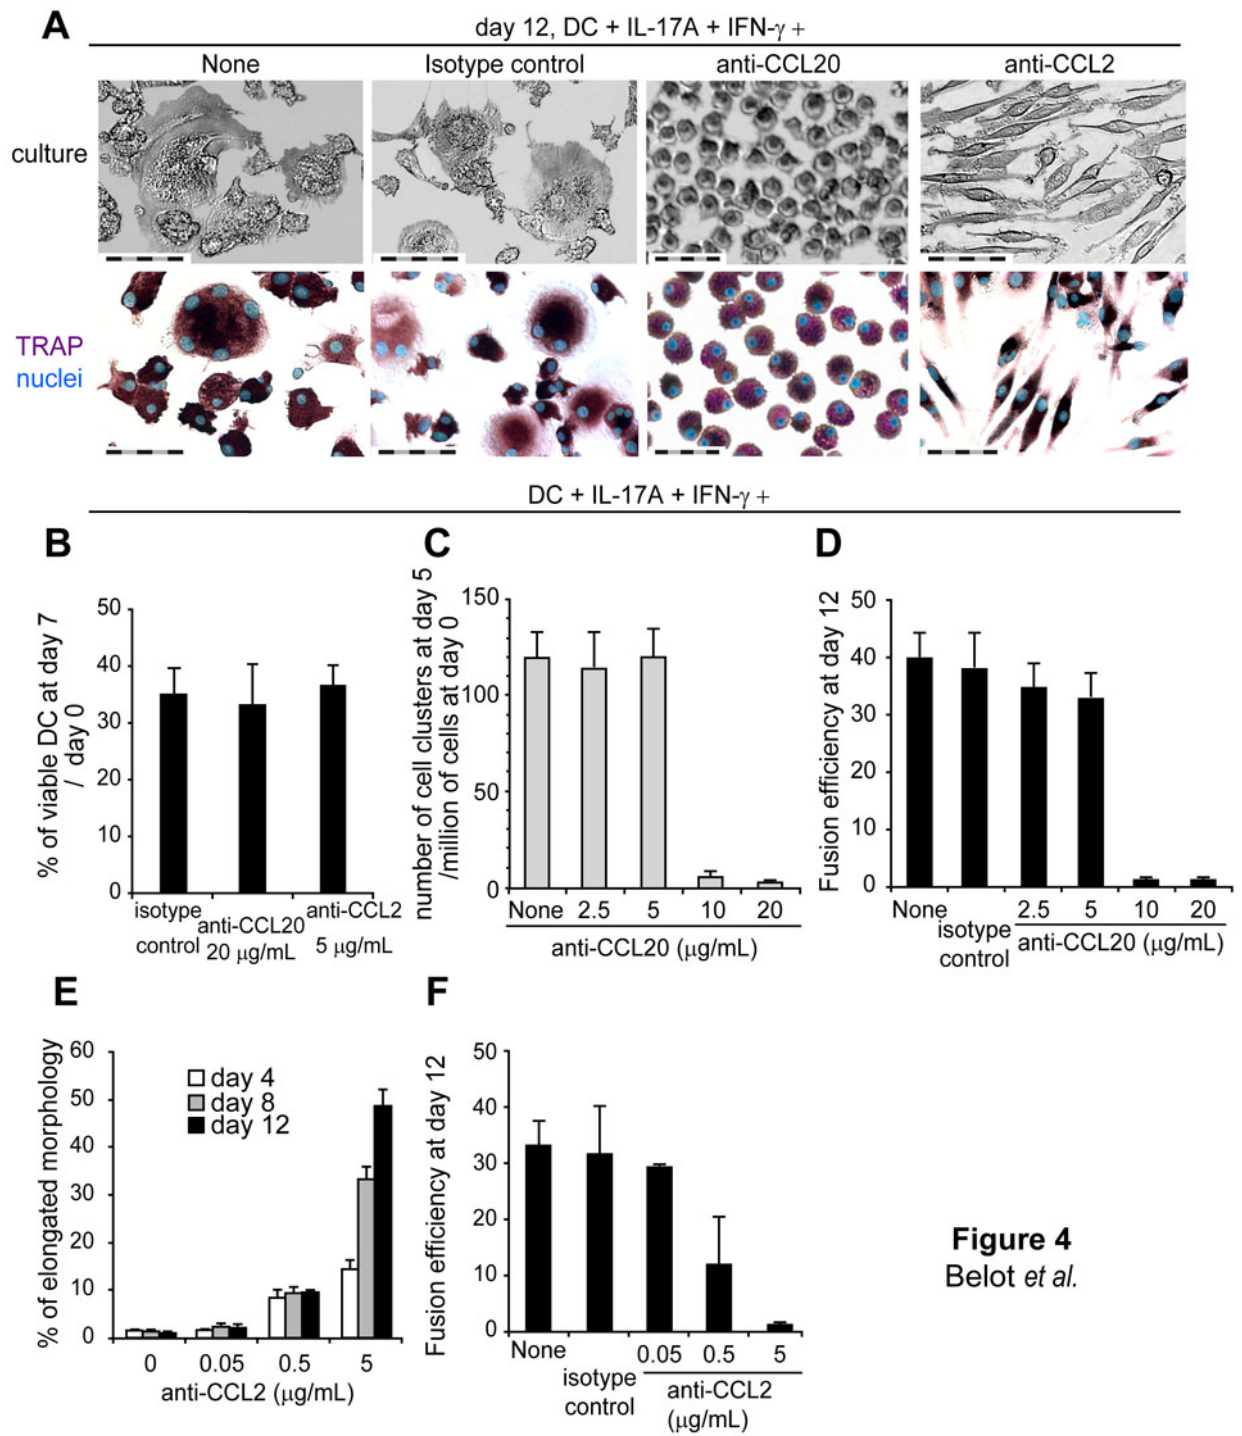 A
day 12, DC + IL-17A + IFN-γ +
None Isotype control anti-CCL20 anti-CCL2
culture
TRAP
nuclei
DC + IL-17A + IFN-γ +
B
% of viable DC at day 7
/ day 0
50
40
30
20
10
0
isotype
control
anti-CCL20
20 μg/mL
anti-CCL2
5 μg/mL
C
number of cell clusters at day 5
/million of cells at day 0
150
100
50
0
None 2.5 5 10 20
anti-CCL20 (μg/mL)
D
Fusion efficiency at day 12
50
40
30
20
10
0
None
isotype
control
2.5 5 10 20
anti-CCL20 (μg/mL)
E
% of elongated morphology
60
50
40
30
20
10
0
day 4
day 8
day 12
0 0.05 0.5 5
anti-CCL2 (μg/mL)
F
Fusion efficiency at day 12
50
40
30
20
10
0
None
isotype
control
0.05 0.5 5
anti-CCL2
(μg/mL)
Figure 4
Belot et al.